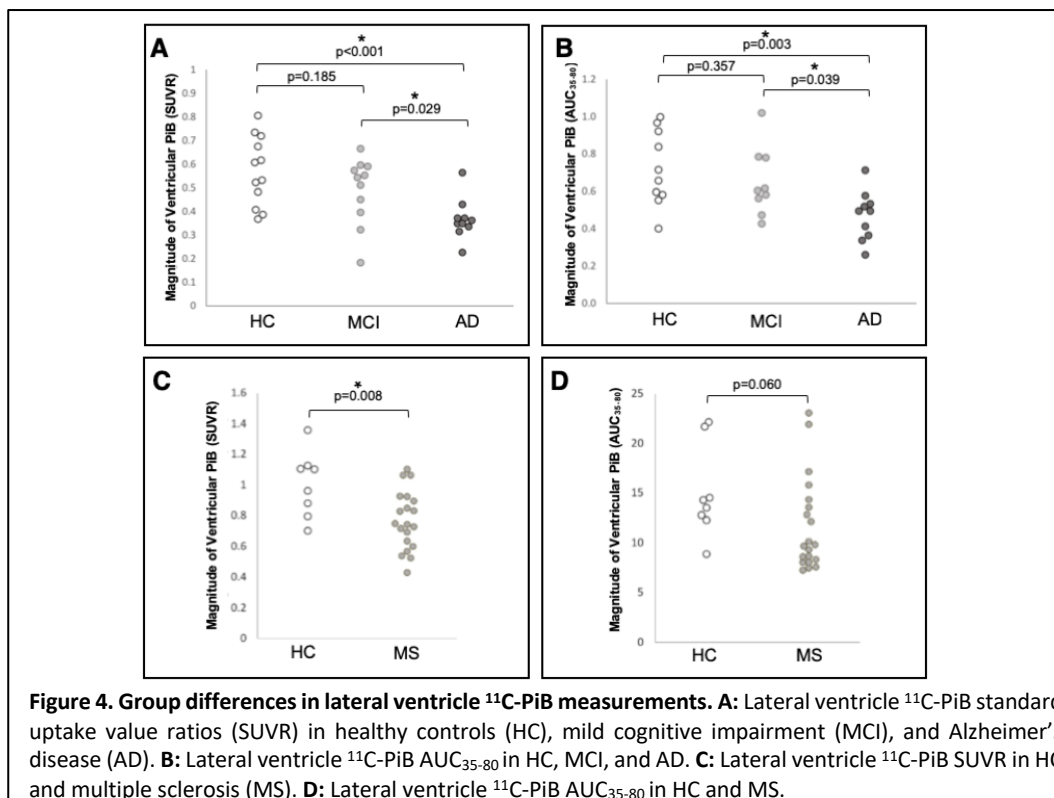 A
*
p<0.001
p=0.185
*
p=0.029
Magnitude of Ventricular PiB (SUVR)
1
0.9
0.8
0.7
0.6
0.5
0.4
0.3
0.2
0.1
0
HC MCI AD
B
*
p=0.003
p=0.357
*
p=0.039
Magnitude of Ventricular PiB (AUC35-80)
1.2
1.0
0.8
0.6
0.4
0.2
0.0
HC MCI AD
C
*
p=0.008
Magnitude of Ventricular PiB (SUVR)
1.6
1.4
1.2
1
0.8
0.6
0.4
0.2
0
HC MS
D
p=0.060
Magnitude of Ventricular PiB (AUC35-80)
25
20
15
10
5
0
HC MS
Figure 4. Group differences in lateral ventricle ¹¹C-PiB measurements. A: Lateral ventricle ¹¹C-PiB standard
uptake value ratios (SUVR) in healthy controls (HC), mild cognitive impairment (MCI), and Alzheimer'
disease (AD). B: Lateral ventricle ¹¹C-PiB AUC35-80 in HC, MCI, and AD. C: Lateral ventricle ¹¹C-PiB SUVR in HC
and multiple sclerosis (MS). D: Lateral ventricle ¹¹C-PiB AUC35-80 in HC and MS.